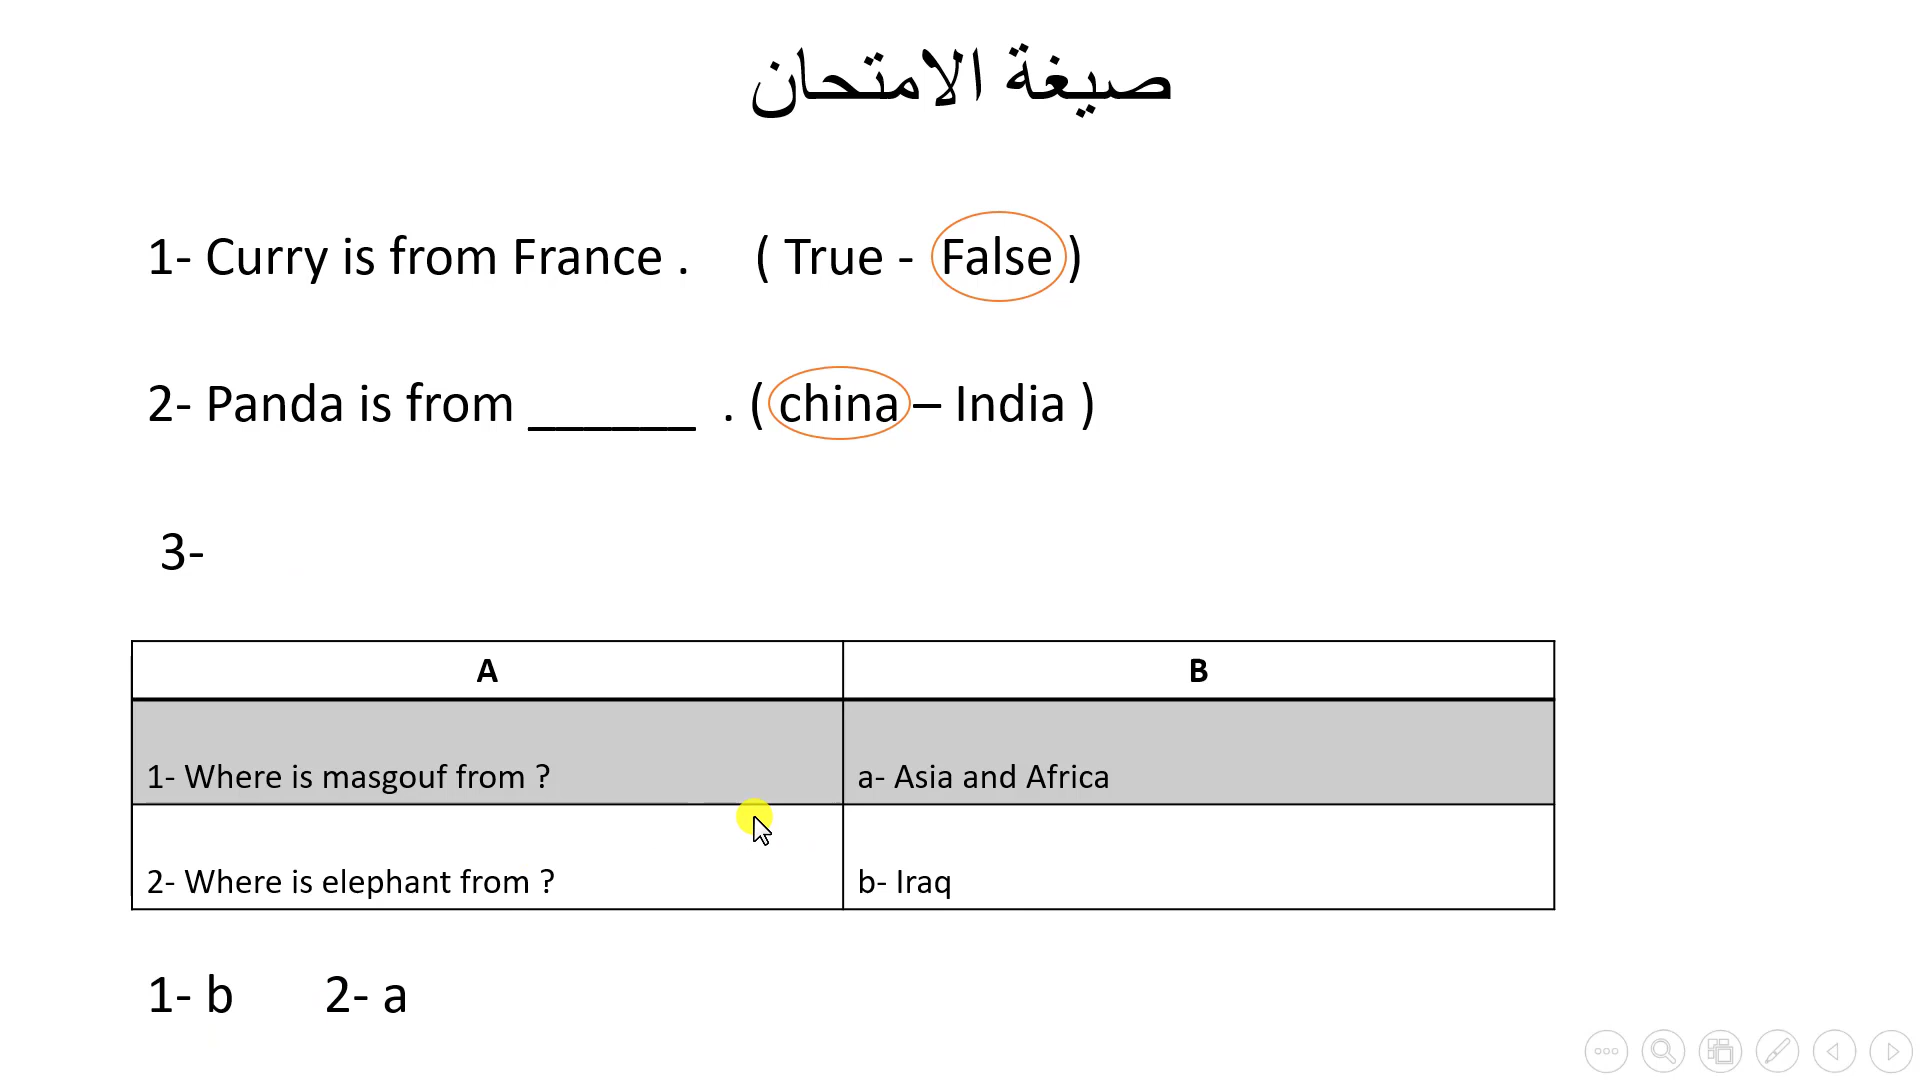 صيغة الامتحان
1- Curry is from France . ( True - False )
2- Panda is from ______ . ( china – India )
3-
A B
1- Where is masgouf from ? a- Asia and Africa
2- Where is elephant from ? b- Iraq
1- b 2- a